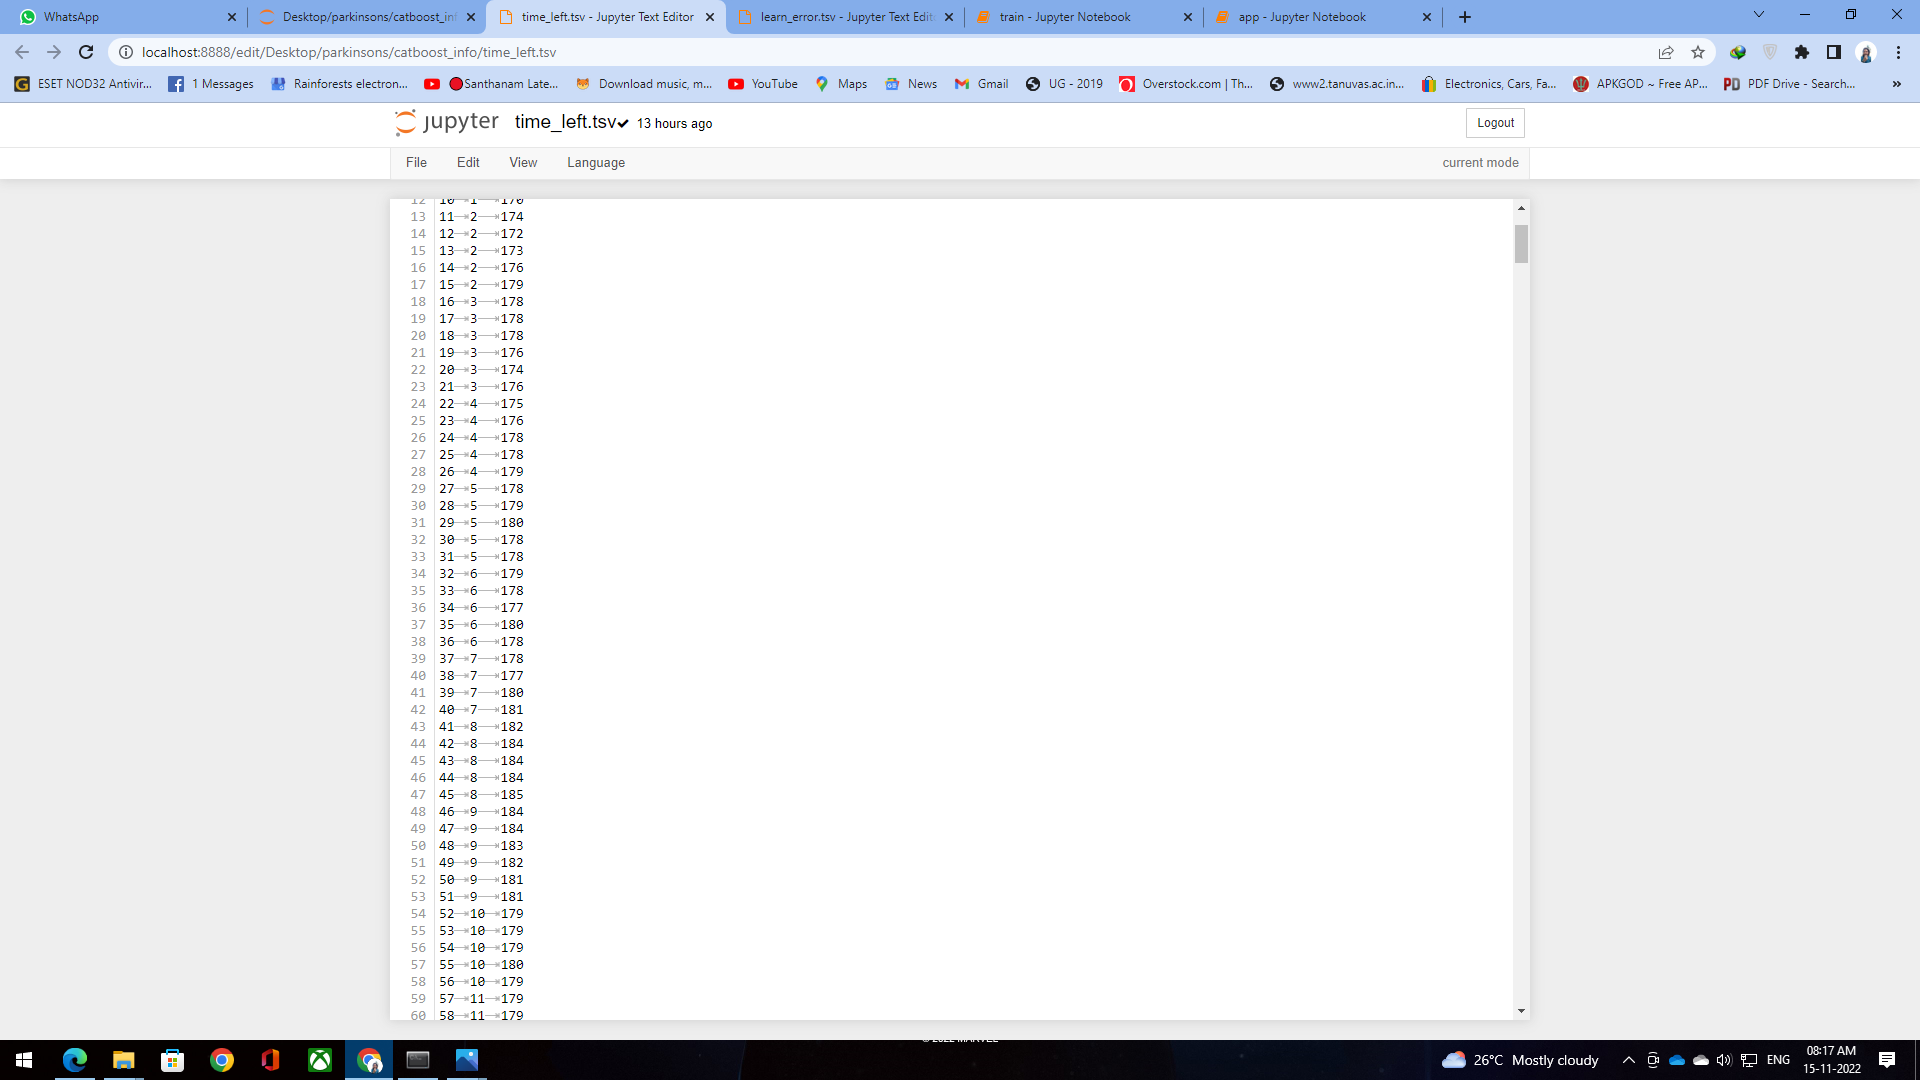 WhatsApp
Desktop/parkinsons/catboost_inf
time_left.tsv - Jupyter Text Editor
learn_error.tsv - Jupyter Text Edit
train - Jupyter Notebook
app - Jupyter Notebook
localhost:8888/edit/Desktop/parkinsons/catboost_info/time_left.tsv
ESET NOD32 Antivir...
1 Messages
Rainforests electron...
Santhanam Late...
Download music, m...
YouTube
Maps
News
Gmail
UG - 2019
Overstock.com | Th...
www2.tanuvas.ac.in...
Electronics, Cars, Fa...
APKGOD ~ Free AP...
PDF Drive - Search...
»
jupyter time_left.tsv 13 hours ago
Logout
File Edit View Language
current mode
12 10 1 170
13 11 2 174
14 12 2 172
15 13 2 173
16 14 2 176
17 15 2 179
18 16 3 178
19 17 3 178
20 18 3 178
21 19 3 176
22 20 3 174
23 21 3 176
24 22 4 175
25 23 4 176
26 24 4 178
27 25 4 178
28 26 4 179
29 27 5 178
30 28 5 179
31 29 5 180
32 30 5 178
33 31 5 178
34 32 6 179
35 33 6 178
36 34 6 177
37 35 6 180
38 36 6 178
39 37 7 178
40 38 7 177
41 39 7 180
42 40 7 181
43 41 8 182
44 42 8 184
45 43 8 184
46 44 8 184
47 45 8 185
48 46 9 184
49 47 9 184
50 48 9 183
51 49 9 182
52 50 9 181
53 51 9 181
54 52 10 179
55 53 10 179
56 54 10 179
57 55 10 180
58 56 10 179
59 57 11 179
60 58 11 179
© 2022 MARVEL
26°C Mostly cloudy
ENG
08:17 AM
15-11-2022